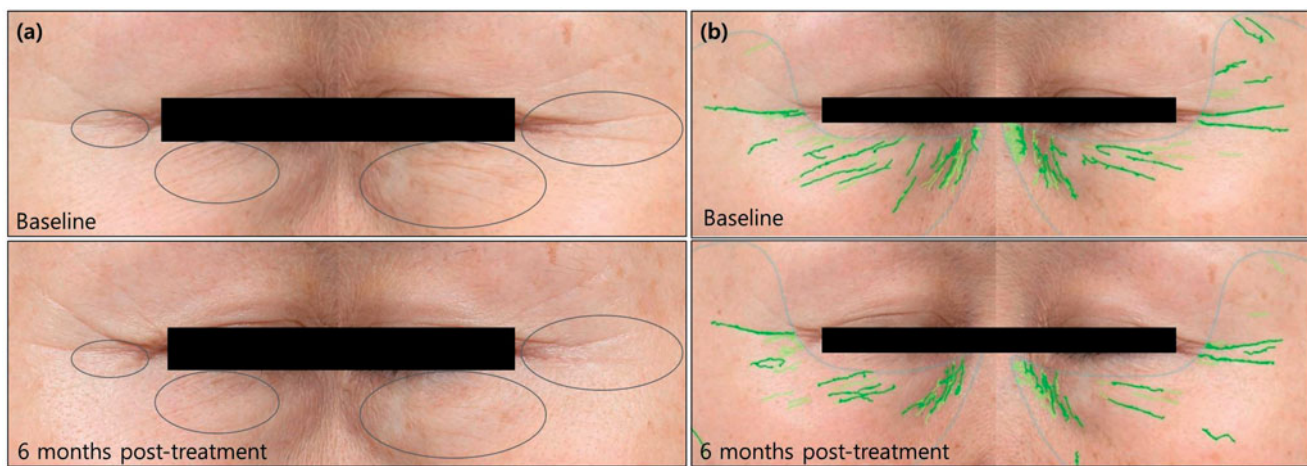 (a)
Baseline
6 months post-treatment
(b)
Baseline
6 months post-treatment